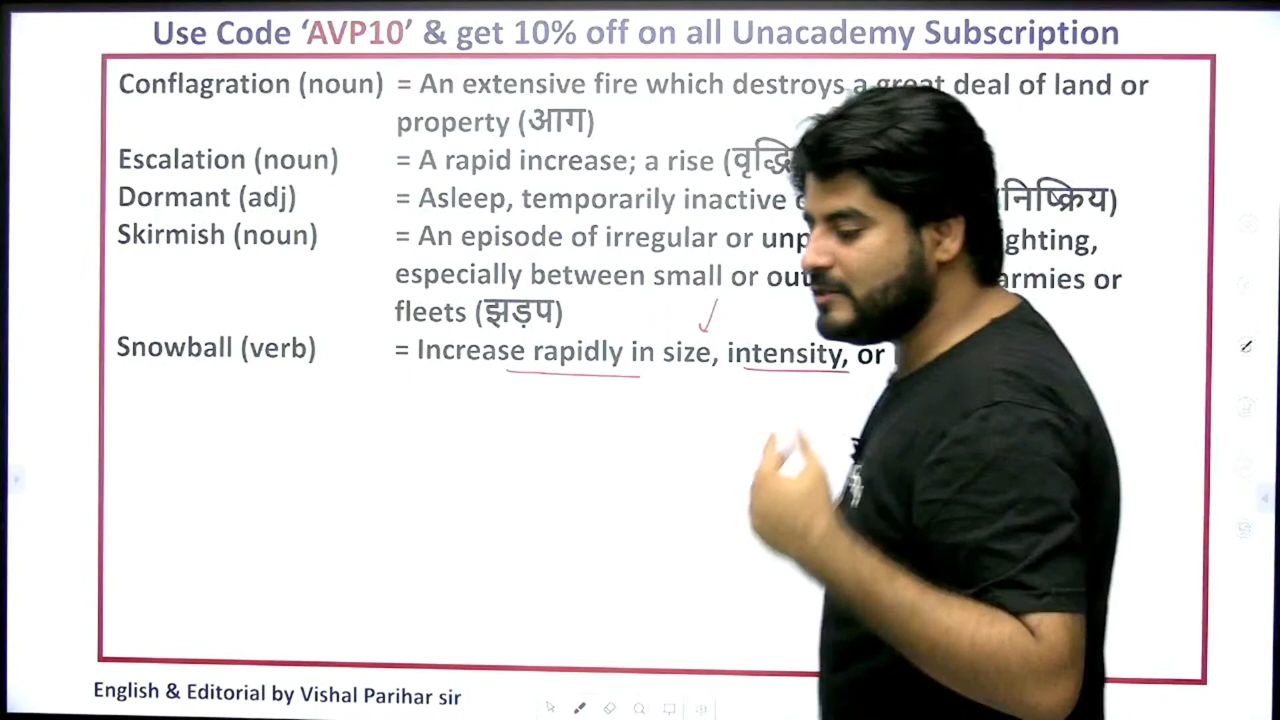 Use Code ‘AVP10’ & get 10% off on all Unacademy Subscription
Conflagration (noun) = An extensive fire which destroys a great deal of land or
property (आग)
Escalation (noun) = A rapid increase; a rise (वृद्धि
Dormant (adj) = Asleep, temporarily inactive (निष्क्रिय)
Skirmish (noun) = An episode of irregular or
especially between small or armies or
fleets (झड़प)
Snowball (verb) = Increase rapidly in size, intensity, or
English & Editorial by Vishal Parihar sir